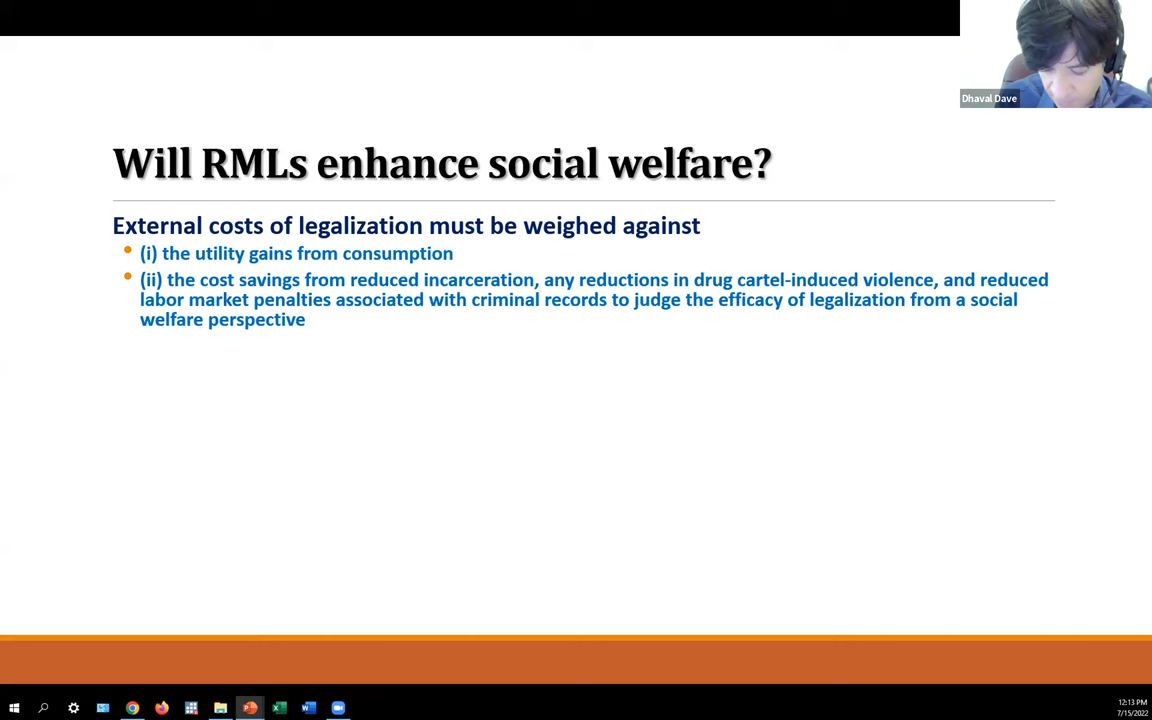 Dhaval Dave
Will RMLs enhance social welfare?
External costs of legalization must be weighed against
• (i) the utility gains from consumption
• (ii) the cost savings from reduced incarceration, any reductions in drug cartel-induced violence, and reduced
labor market penalties associated with criminal records to judge the efficacy of legalization from a social
welfare perspective
12:13 PM
7/15/2022